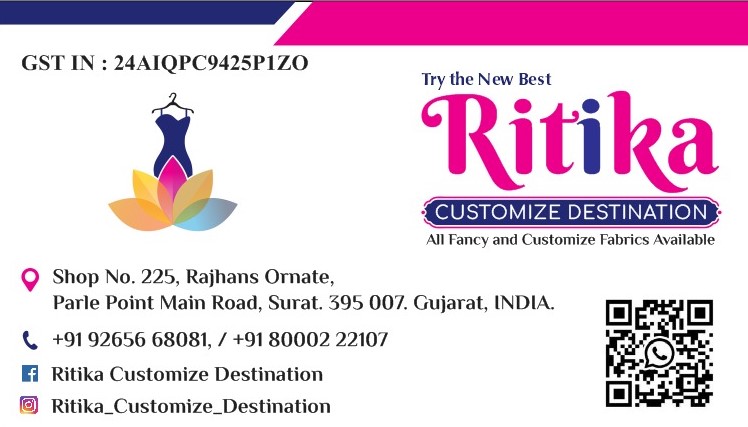 GST IN : 24AIQPC9425P1ZO
Try the New Best
Ritika
CUSTOMIZE DESTINATION
All Fancy and Customize Fabrics Available
Shop No. 225, Rajhans Ornate,
Parle Point Main Road, Surat. 395 007. Gujarat, INDIA.
+91 92656 68081, / +91 80002 22107
Ritika Customize Destination
Ritika_Customize_Destination